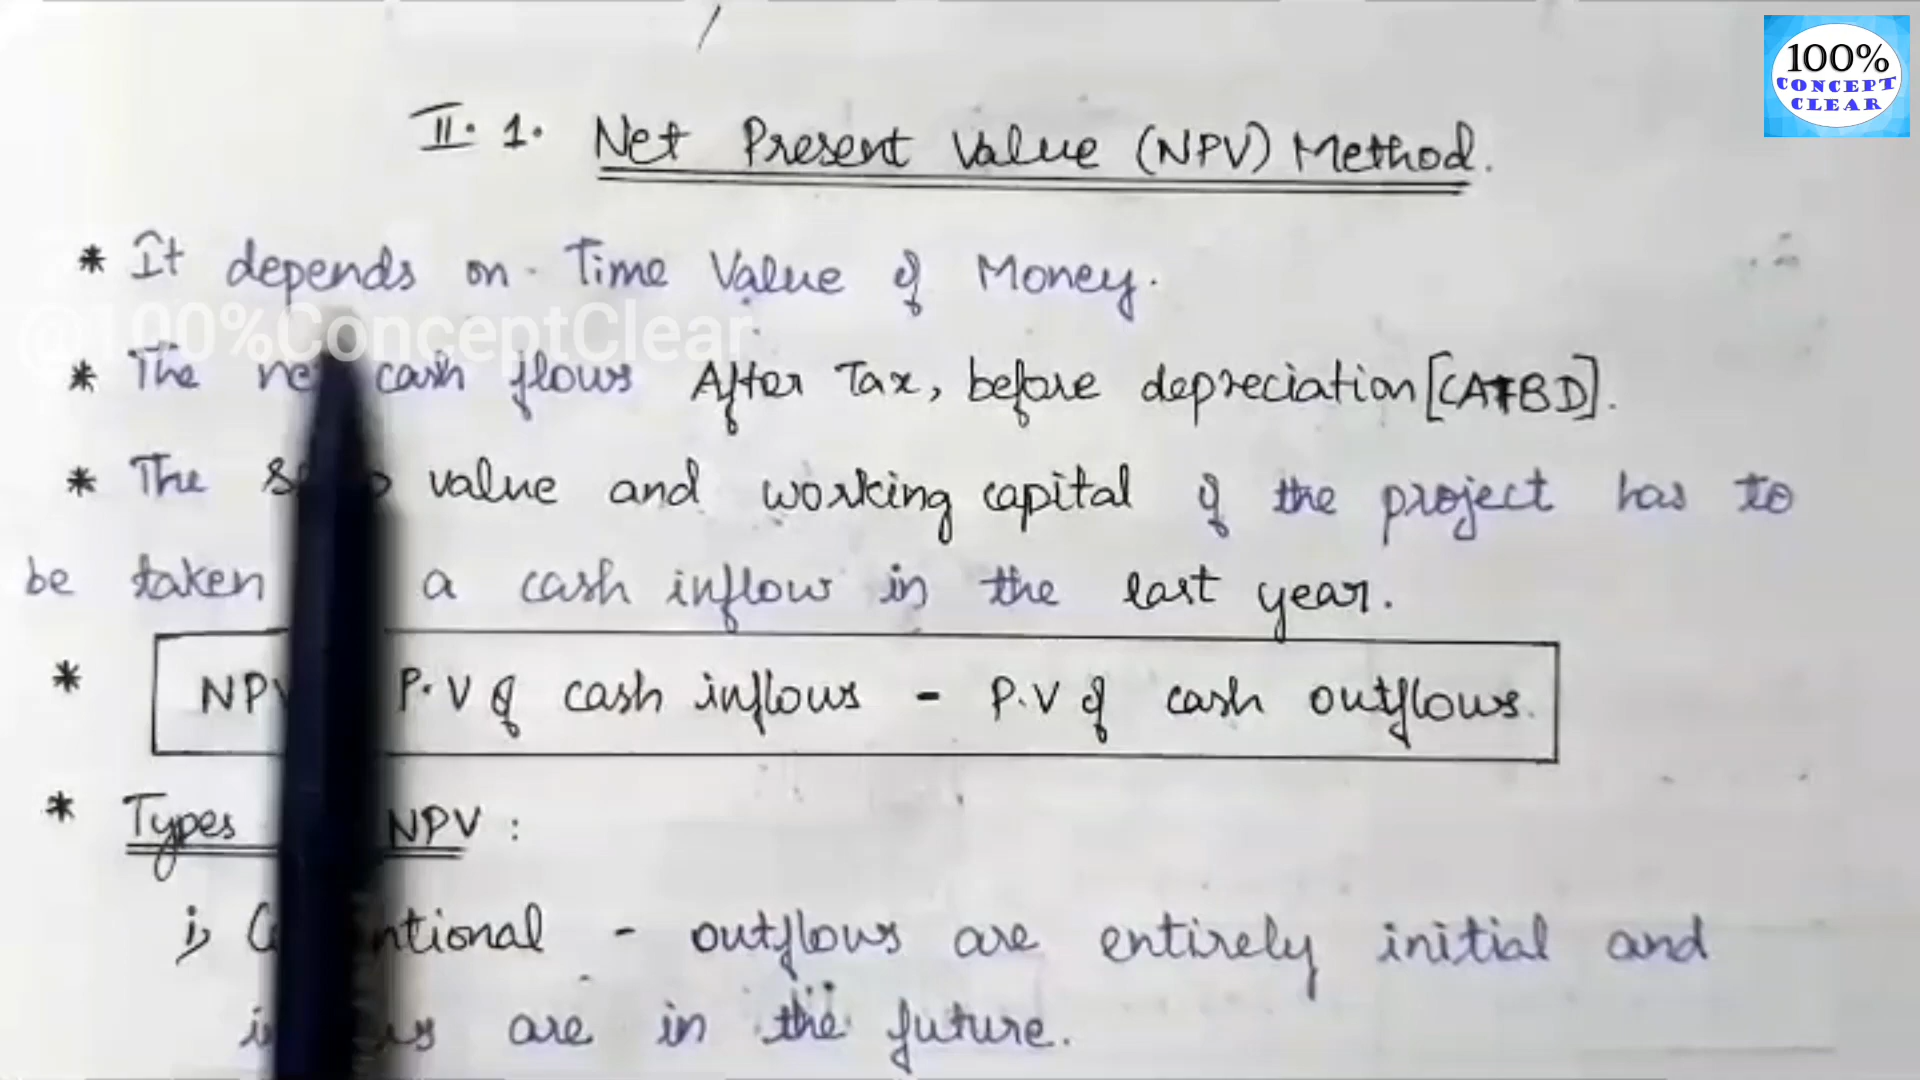 100%
CONCEPT
CLEAR
II. 1. Net Present Value (NPV) Method.
* It depends on Time Value of Money.
@100%ConceptClear
* The net cash flows After Tax, before depreciation [CATBD].
* The value and working capital of the project has to
be taken a cash inflow in the last year.
* NPV P.V of cash inflows - P.V of cash outflows.
* Types NPV :
i) - outflows are entirely initial and
are in the future.